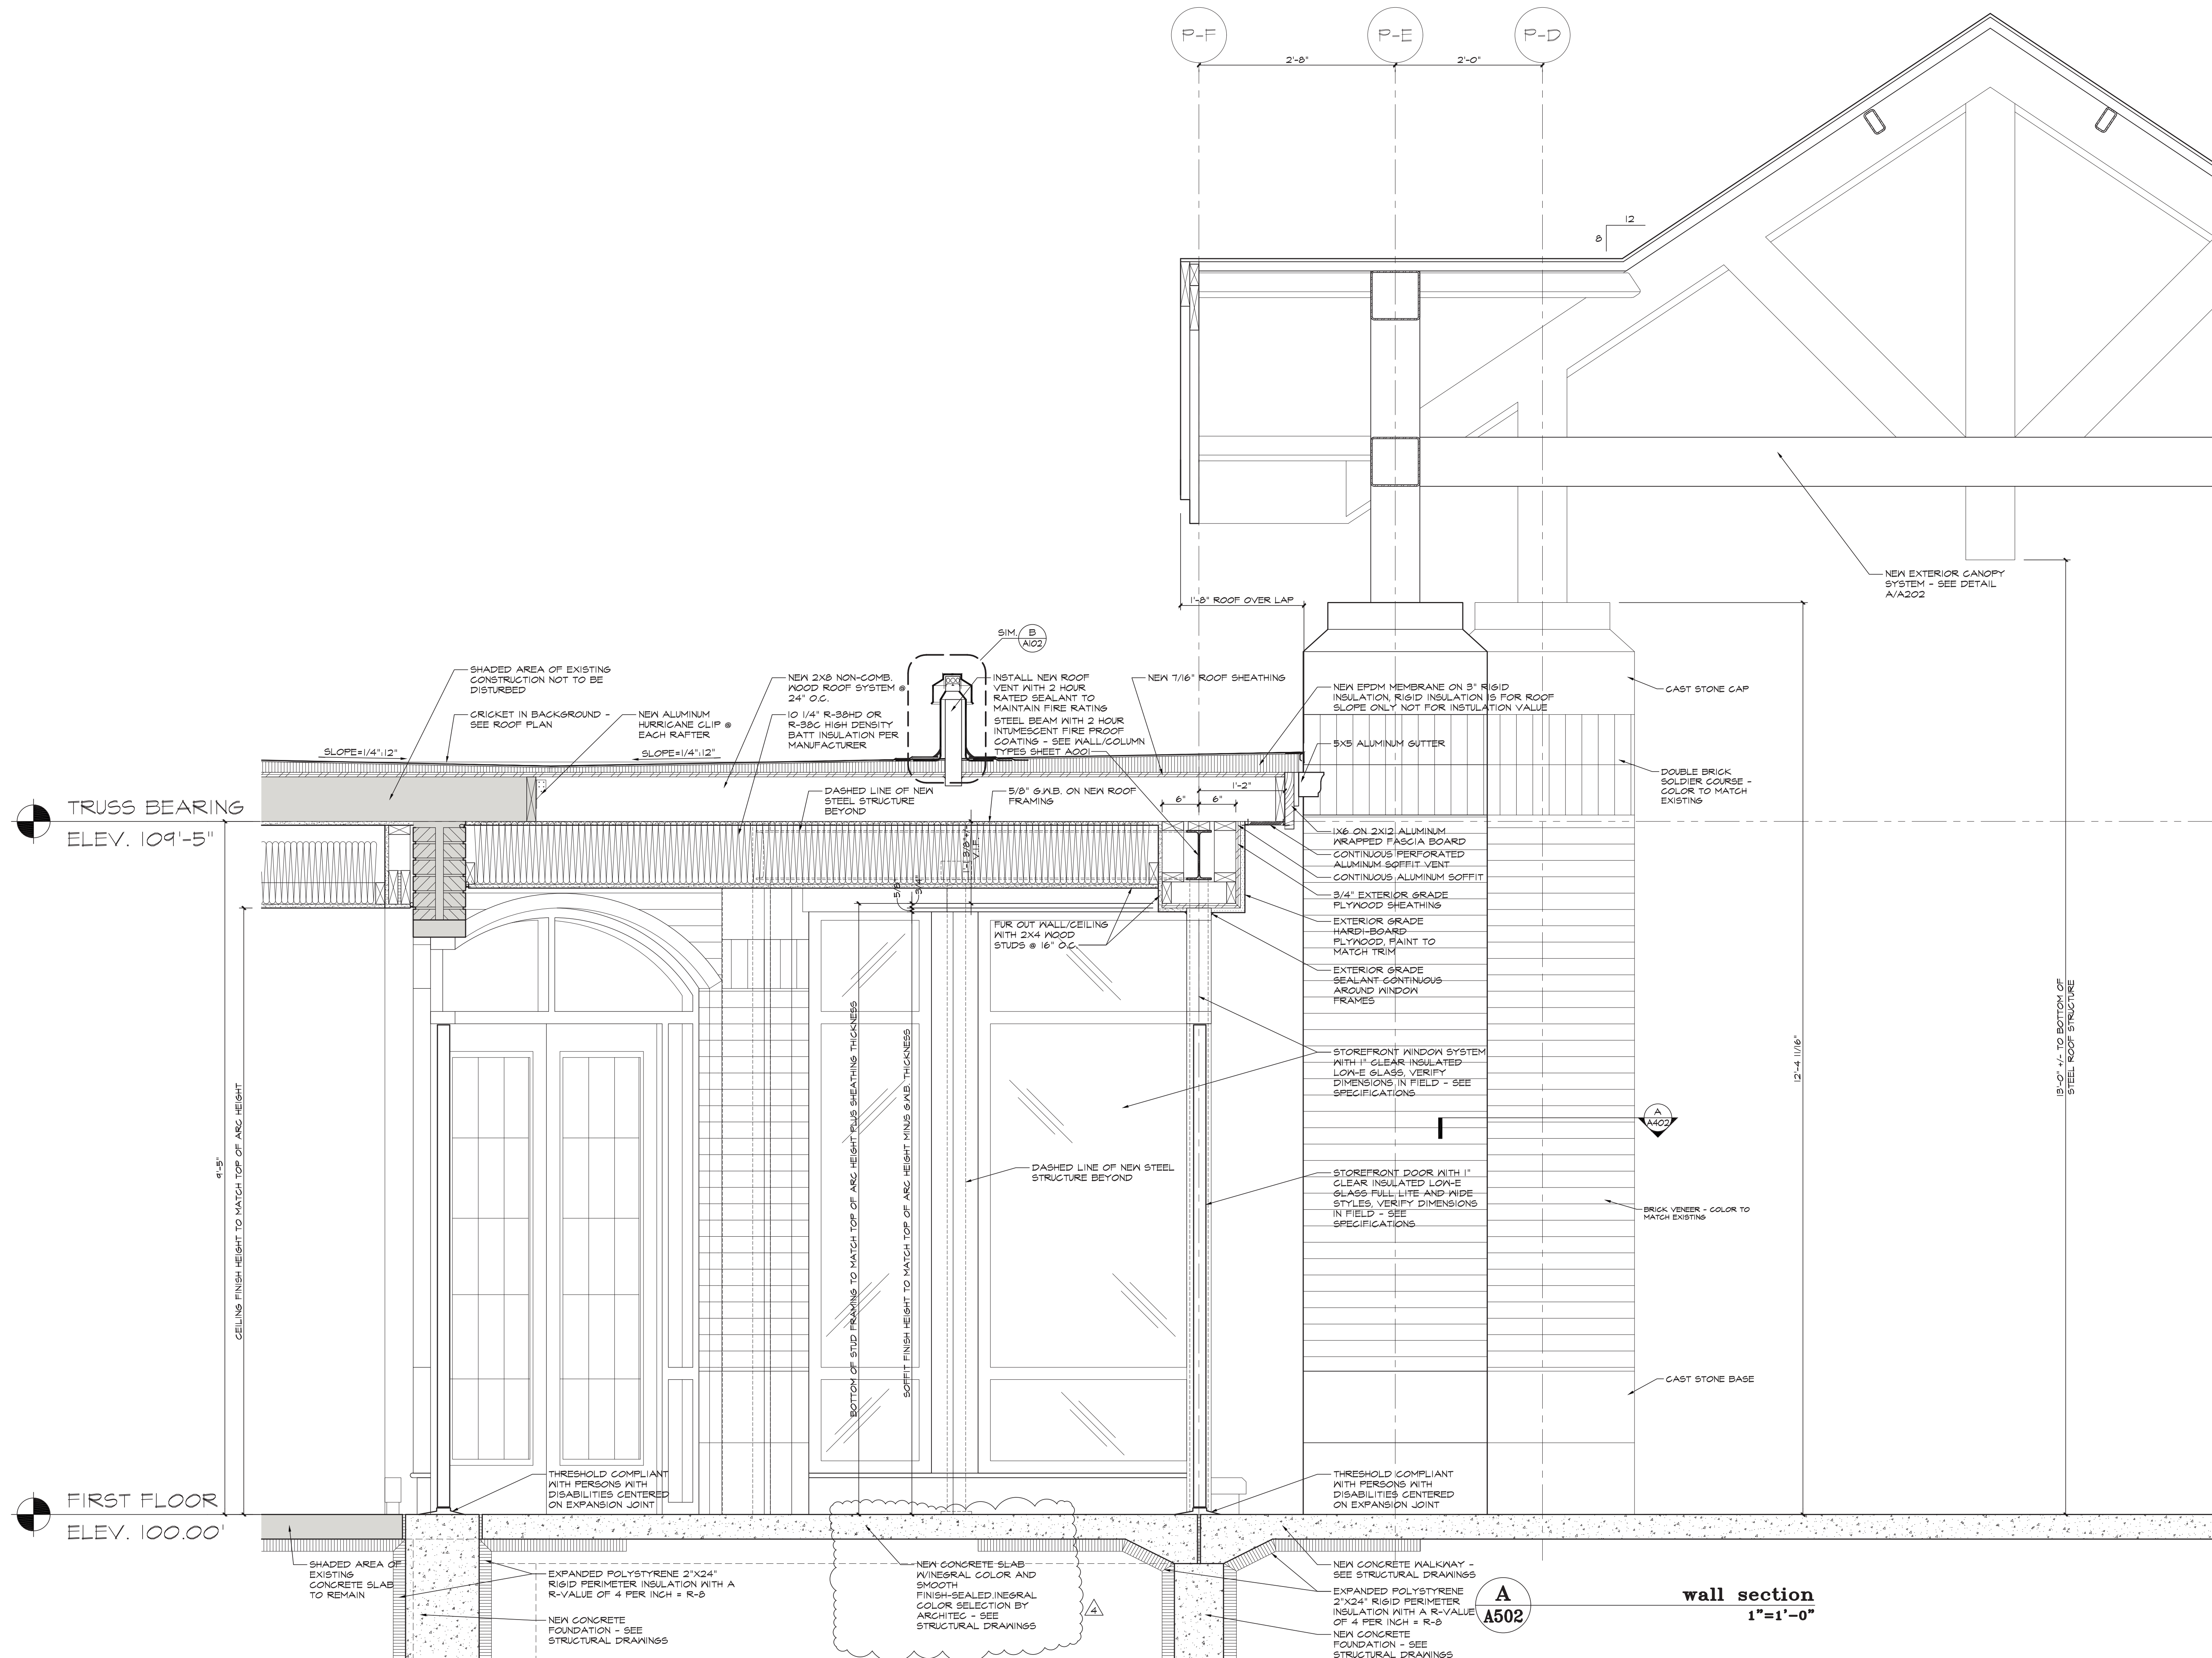 P-F
P-E
P-D
2'-8"
2'-0"
12
8
NEW EXTERIOR CANOPY
SYSTEM - SEE DETAIL
A/A202
1'-8" ROOF OVER LAP
SIM.
B
A102
SHADED AREA OF EXISTING
CONSTRUCTION NOT TO BE
DISTURBED
CRICKET IN BACKGROUND -
SEE ROOF PLAN
NEW ALUMINUM
HURRICANE CLIP @
EACH RAFTER
NEW 2X8 NON-COMB.
WOOD ROOF SYSTEM @
24" O.C.
10 1/4" R-38HD OR
R-38C HIGH DENSITY
BATT INSULATION PER
MANUFACTURER
INSTALL NEW ROOF
VENT WITH 2 HOUR
RATED SEALANT TO
MAINTAIN FIRE RATING
STEEL BEAM WITH 2 HOUR
INTUMESCENT FIRE PROOF
COATING - SEE WALL/COLUMN
TYPES SHEET A001
NEW 7/16" ROOF SHEATHING
NEW EPDM MEMBRANE ON 3" RIGID
INSULATION, RIGID INSULATION IS FOR ROOF
SLOPE ONLY NOT FOR INSTULATION VALUE
5X5 ALUMINUM GUTTER
CAST STONE CAP
DOUBLE BRICK
SOLDIER COURSE -
COLOR TO MATCH
EXISTING
SLOPE=1/4":12"
SLOPE=1/4":12"
TRUSS BEARING
ELEV. 109'-5"
DASHED LINE OF NEW
STEEL STRUCTURE
BEYOND
5/8" G.W.B. ON NEW ROOF
FRAMING
1'-2"
6"
6"
1'-1 3/8"+/-
V.I.F.
5/8"
3/4"
1X6 ON 2X12 ALUMINUM
WRAPPED FASCIA BOARD
CONTINUOUS PERFORATED
ALUMINUM SOFFIT VENT
CONTINUOUS ALUMINUM SOFFIT
3/4" EXTERIOR GRADE
PLYWOOD SHEATHING
EXTERIOR GRADE
HARDI-BOARD
PLYWOOD, PAINT TO
MATCH TRIM
EXTERIOR GRADE
SEALANT CONTINUOUS
AROUND WINDOW
FRAMES
FUR OUT WALL/CEILING
WITH 2X4 WOOD
STUDS @ 16" O.C.
STOREFRONT WINDOW SYSTEM
WITH 1" CLEAR INSULATED
LOW-E GLASS, VERIFY
DIMENSIONS IN FIELD - SEE
SPECIFICATIONS
A
A402
DASHED LINE OF NEW STEEL
STRUCTURE BEYOND
STOREFRONT DOOR WITH 1"
CLEAR INSULATED LOW-E
GLASS FULL LITE AND WIDE
STYLES, VERIFY DIMENSIONS
IN FIELD - SEE
SPECIFICATIONS
BRICK VENEER - COLOR TO
MATCH EXISTING
CAST STONE BASE
9'-5"
CEILING FINISH HEIGHT TO MATCH TOP OF ARC HEIGHT
BOTTOM OF STUD FRAMING TO MATCH TOP OF ARC HEIGHT PLUS SHEATHING THICKNESS
SOFFIT FINISH HEIGHT TO MATCH TOP OF ARC HEIGHT MINUS G.W.B. THICKNESS
12'-4 11/16"
13'-0" +/- TO BOTTOM OF
STEEL ROOF STRUCTURE
THRESHOLD COMPLIANT
WITH PERSONS WITH
DISABILITIES CENTERED
ON EXPANSION JOINT
THRESHOLD COMPLIANT
WITH PERSONS WITH
DISABILITIES CENTERED
ON EXPANSION JOINT
FIRST FLOOR
ELEV. 100.00'
SHADED AREA OF
EXISTING
CONCRETE SLAB
TO REMAIN
EXPANDED POLYSTYRENE 2"X24"
RIGID PERIMETER INSULATION WITH A
R-VALUE OF 4 PER INCH = R-8
NEW CONCRETE
FOUNDATION - SEE
STRUCTURAL DRAWINGS
NEW CONCRETE SLAB
W/INEGRAL COLOR AND
SMOOTH
FINISH-SEALED.INEGRAL
COLOR SELECTION BY
ARCHITEC - SEE
STRUCTURAL DRAWINGS
4
NEW CONCRETE WALKWAY -
SEE STRUCTURAL DRAWINGS
EXPANDED POLYSTYRENE
2"X24" RIGID PERIMETER
INSULATION WITH A R-VALUE
OF 4 PER INCH = R-8
NEW CONCRETE
FOUNDATION - SEE
STRUCTURAL DRAWINGS
A
A502
wall section
1"=1'-0"